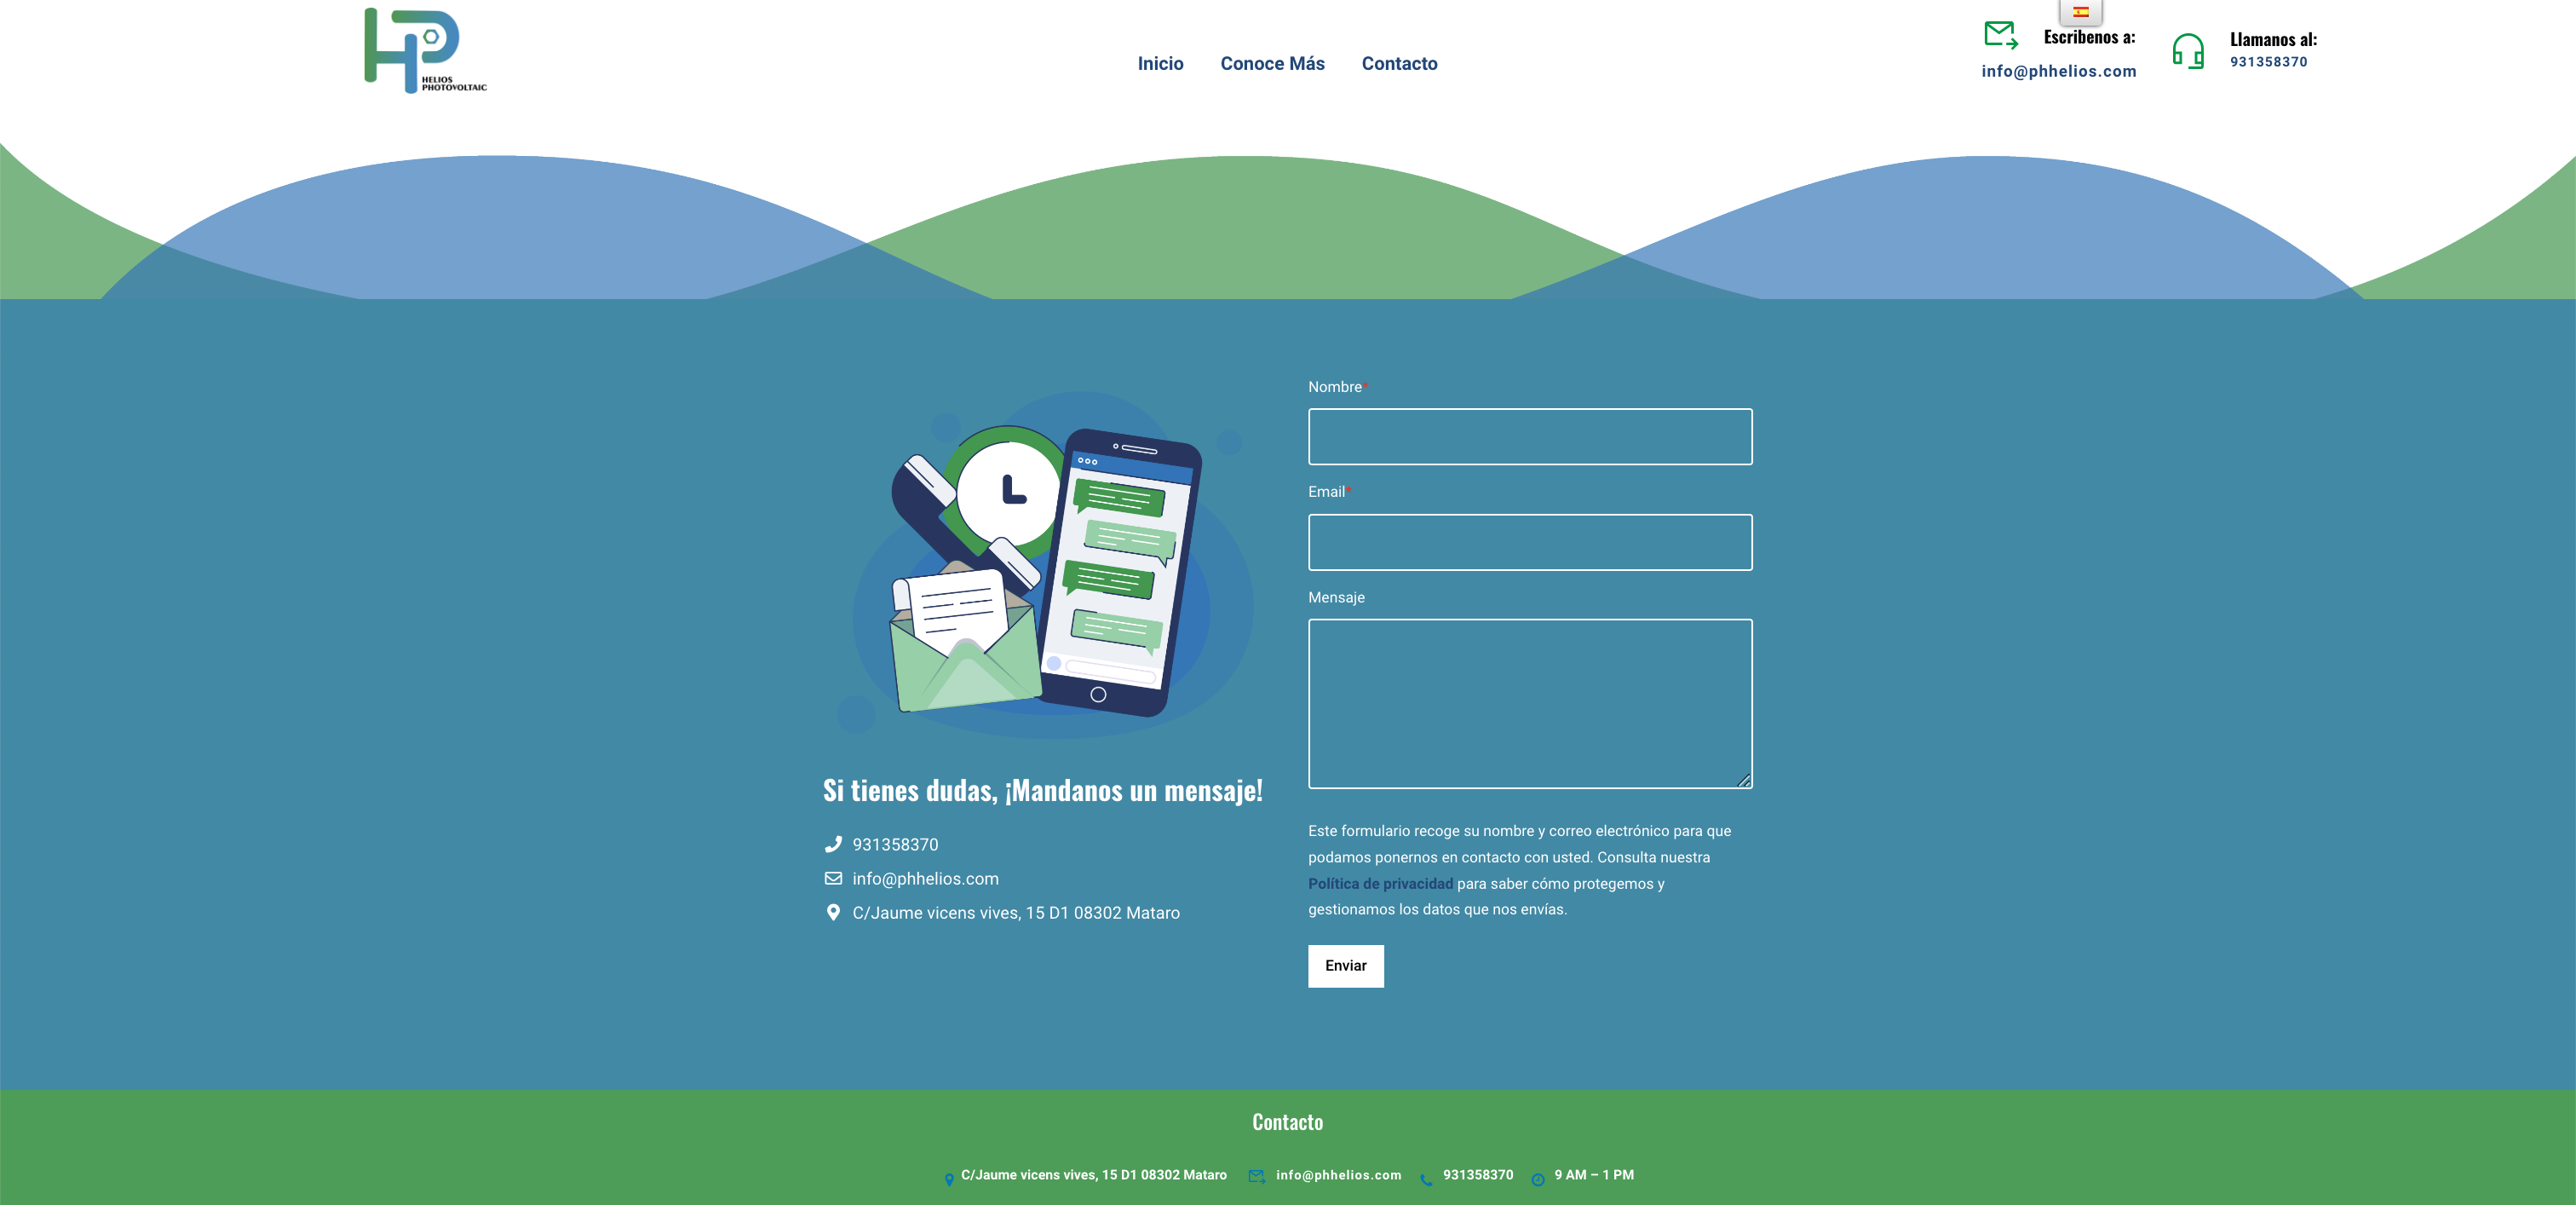 HELIOS
PHOTOVOLTAIC
Inicio
Conoce Más
Contacto
Escribenos a:
info@phhelios.com
Llamanos al:
931358370
Si tienes dudas, ¡Mandanos un mensaje!
931358370
info@phhelios.com
C/Jaume vicens vives, 15 D1 08302 Mataro
Nombre*
Email*
Mensaje
Este formulario recoge su nombre y correo electrónico para que
podamos ponernos en contacto con usted. Consulta nuestra
Política de privacidad para saber cómo protegemos y
gestionamos los datos que nos envías.
Enviar
Contacto
C/Jaume vicens vives, 15 D1 08302 Mataro
info@phhelios.com
931358370
9 AM – 1 PM